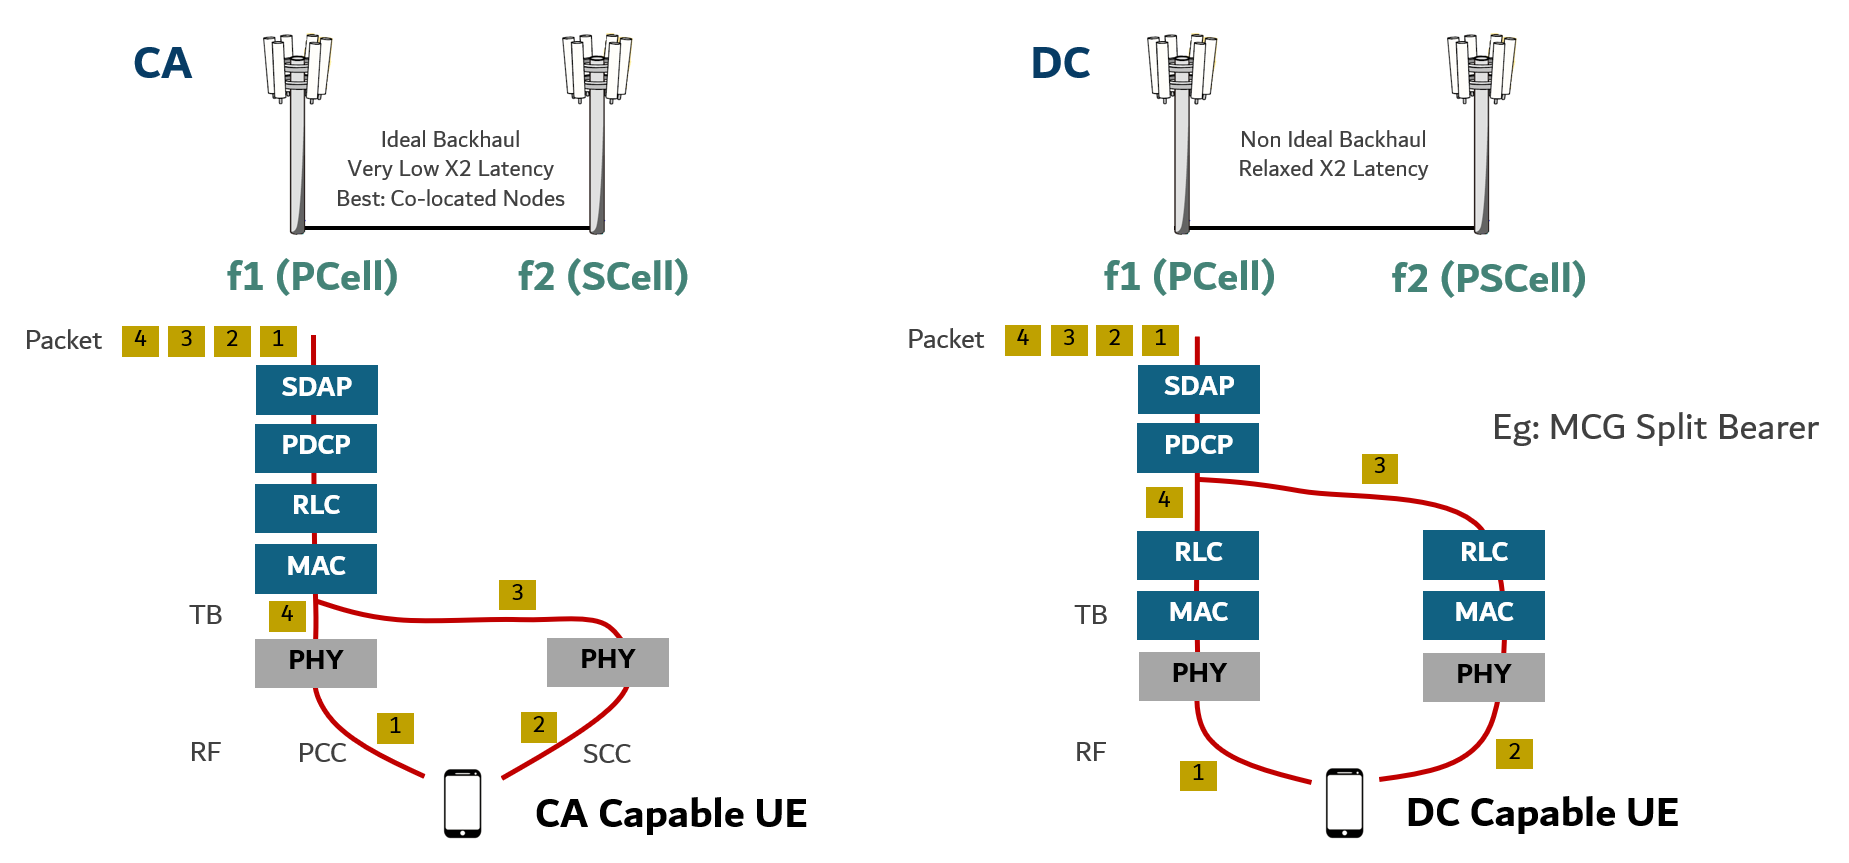 CA
Ideal Backhaul
Very Low X2 Latency
Best: Co-located Nodes
f1 (PCell)
f2 (SCell)
Packet
4 3 2 1
SDAP
PDCP
RLC
MAC
3
TB
4
PHY
PHY
1
2
RF
PCC
SCC
CA Capable UE
DC
Non Ideal Backhaul
Relaxed X2 Latency
f1 (PCell)
f2 (PSCell)
Packet
4 3 2 1
SDAP
Eg: MCG Split Bearer
PDCP
3
4
RLC
RLC
TB
MAC
MAC
PHY
PHY
RF
1
2
DC Capable UE